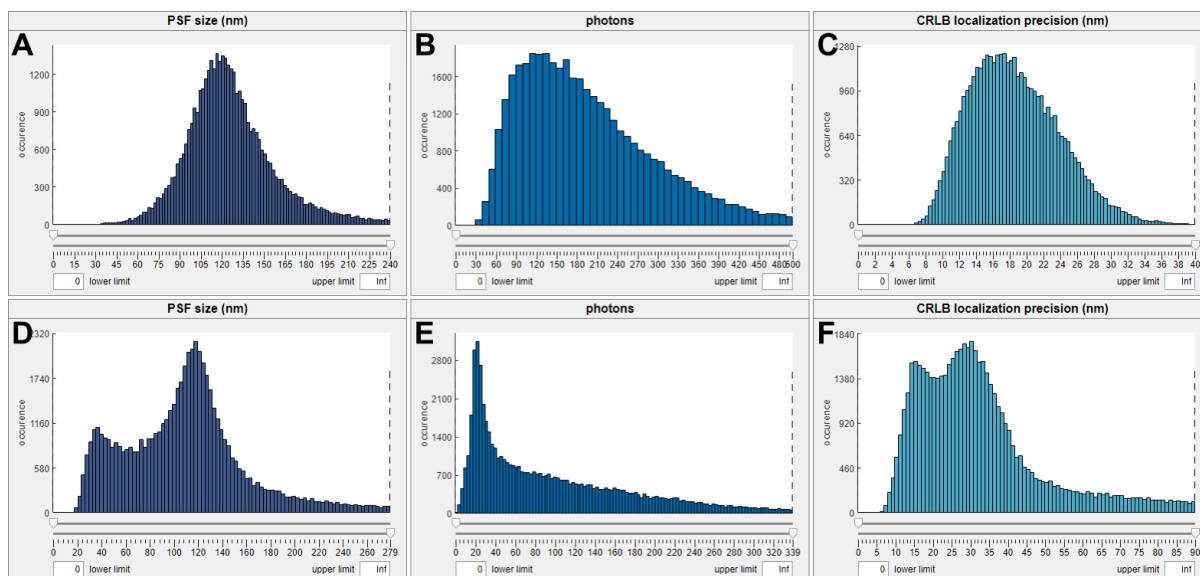 A
PSF size (nm)
occurence
1200
900
600
300
0
0 15 30 45 60 75 90 105 120 135 150 165 180 195 210 225 240
0 lower limit upper limit Inf
B
photons
occurence
1600
1200
800
400
0
0 30 60 90 120 150 180 210 240 270 300 330 360 390 420 450 480 500
0 lower limit upper limit Inf
C
CRLB localization precision (nm)
occurence
1280
960
640
320
0
0 2 4 6 8 10 12 14 16 18 20 22 24 26 28 30 32 34 36 38 40
0 lower limit upper limit Inf
D
PSF size (nm)
occurence
2320
1740
1160
580
0
0 20 40 60 80 100 120 140 160 180 200 220 240 260 279
0 lower limit upper limit Inf
E
photons
occurence
2800
2100
1400
700
0
0 20 40 60 80 100 120 140 160 180 200 220 240 260 280 300 320 339
0 lower limit upper limit Inf
F
CRLB localization precision (nm)
occurence
1840
1380
920
460
0
0 5 10 15 20 25 30 35 40 45 50 55 60 65 70 75 80 85 90
0 lower limit upper limit Inf